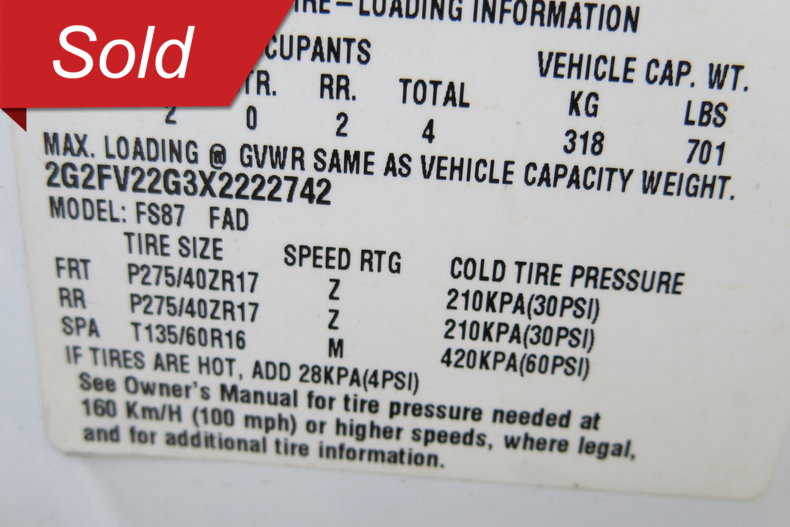 Sold
TIRE-LOADING INFORMATION
OCCUPANTS VEHICLE CAP. WT.
TR. RR. TOTAL KG LBS
2 0 2 4 318 701
MAX. LOADING @ GVWR SAME AS VEHICLE CAPACITY WEIGHT.
2G2FV22G3X2222742
MODEL: FS87 FAD
TIRE SIZE SPEED RTG COLD TIRE PRESSURE
FRT P275/40ZR17 Z 210KPA(30PSI)
RR P275/40ZR17 Z 210KPA(30PSI)
SPA T135/60R16 M 420KPA(60PSI)
IF TIRES ARE HOT, ADD 28KPA(4PSI)
See Owner's Manual for tire pressure needed at
160 Km/H (100 mph) or higher speeds, where legal,
and for additional tire information.